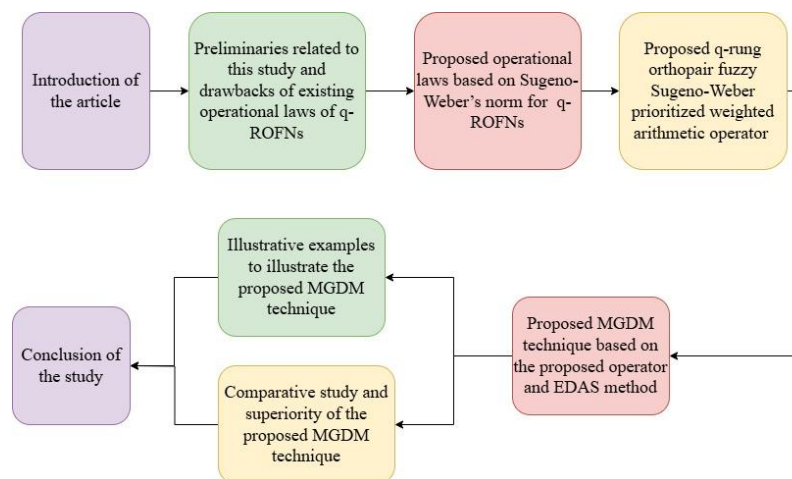 Introduction of
the article
Preliminaries related to
this study and
drawbacks of existing
operational laws of q-
ROFNs
Proposed operational
laws based on Sugeno-
Weber's norm for q-
ROFNs
Proposed q-rung
orthopair fuzzy
Sugeno-Weber
prioritized weighted
arithmetic operator
Proposed MGDM
technique based on
the proposed operator
and EDAS method
Illustrative examples
to illustrate the
proposed MGDM
technique
Comparative study and
superiority of the
proposed MGDM
technique
Conclusion of
the study